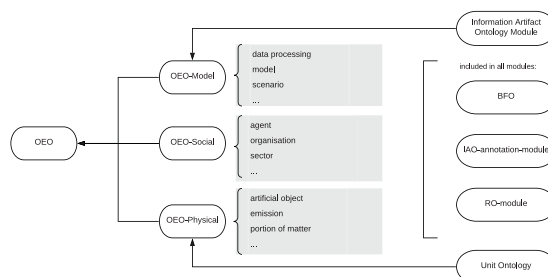 Information Artifact
Ontology Module
data processing
model
scenario
...
OEO-Model
included in all modules:
BFO
agent
organisation
sector
...
OEO
OEO-Social
IAO-annotation-module
artificial object
emission
portion of matter
...
OEO-Physical
RO-module
Unit Ontology